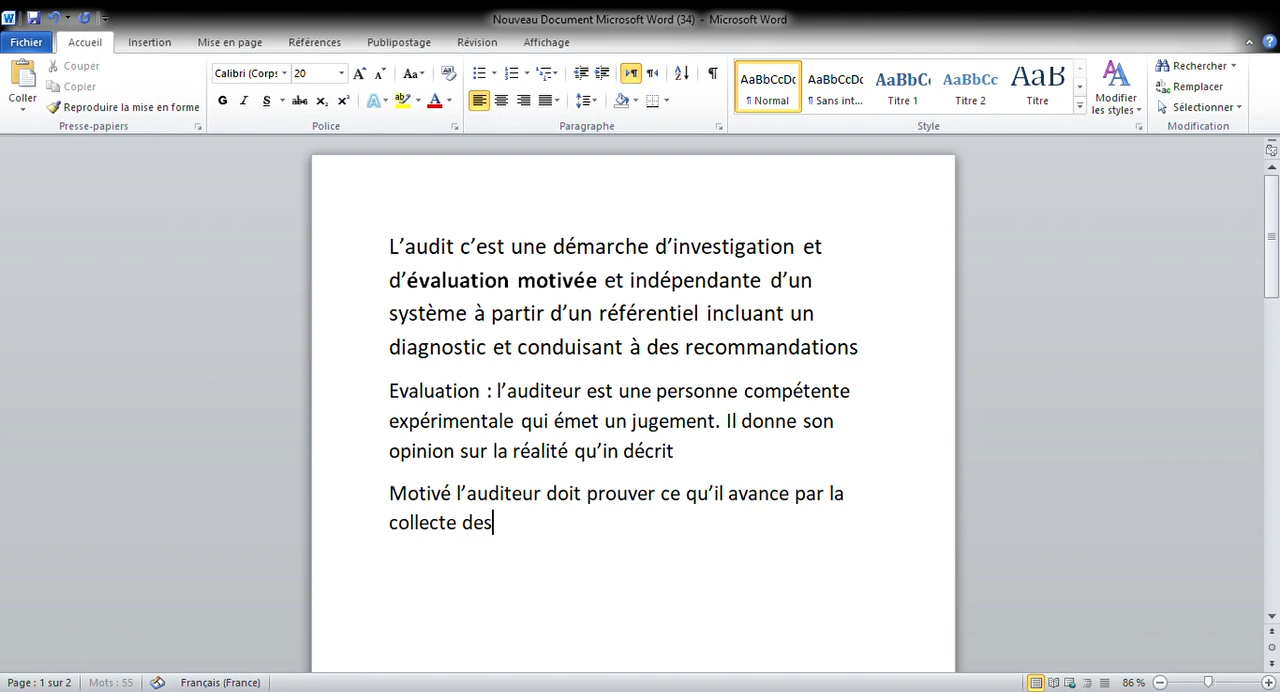 Nouveau Document Microsoft Word (34) - Microsoft Word
Fichier Accueil Insertion Mise en page Références Publipostage Révision Affichage
Coller
Couper
Copier
Reproduire la mise en forme
Presse-papiers
Calibri (Corps 20
G I S abc x₂ x² A ab A
Police
Paragraphe
AaBbCcDc AaBbCcDc AaBbC AaBbCc AaB
¶ Normal ¶ Sans int... Titre 1 Titre 2 Titre
Modifier
les styles
Style
Rechercher
Remplacer
Sélectionner
Modification
L’audit c’est une démarche d’investigation et
d’évaluation motivée et indépendante d’un
système à partir d’un référentiel incluant un
diagnostic et conduisant à des recommandations
Evaluation : l’auditeur est une personne compétente
expérimentale qui émet un jugement. Il donne son
opinion sur la réalité qu’in décrit
Motivé l’auditeur doit prouver ce qu’il avance par la
collecte des
Page : 1 sur 2 Mots : 55 Français (France) 86 %